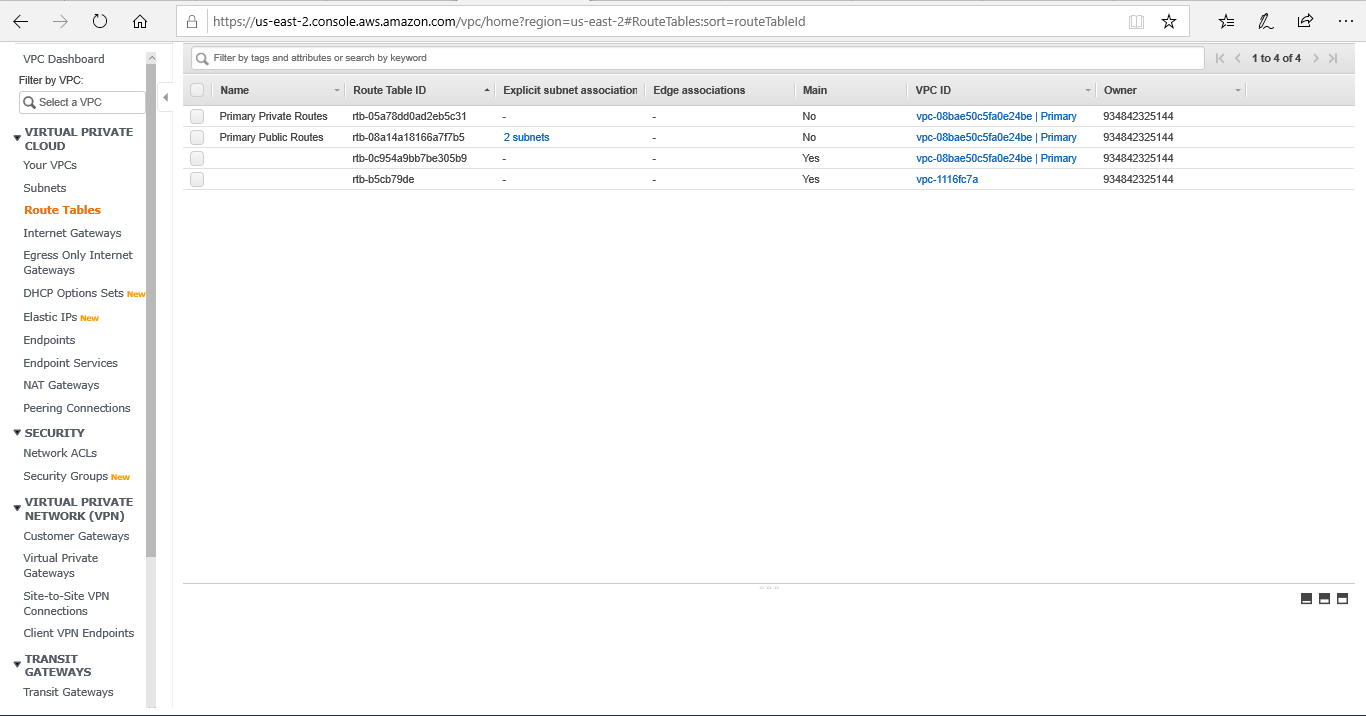 https://us-east-2.console.aws.amazon.com/vpc/home?region=us-east-2#RouteTables:sort=routeTableId
VPC Dashboard
Filter by VPC:
Select a VPC
VIRTUAL PRIVATE
CLOUD
Your VPCs
Subnets
Route Tables
Internet Gateways
Egress Only Internet
Gateways
DHCP Options Sets New
Elastic IPs New
Endpoints
Endpoint Services
NAT Gateways
Peering Connections
SECURITY
Network ACLs
Security Groups New
VIRTUAL PRIVATE
NETWORK (VPN)
Customer Gateways
Virtual Private
Gateways
Site-to-Site VPN
Connections
Client VPN Endpoints
TRANSIT
GATEWAYS
Transit Gateways
Filter by tags and attributes or search by keyword
1 to 4 of 4
Name Route Table ID Explicit subnet association Edge associations Main VPC ID Owner
Primary Private Routes rtb-05a78dd0ad2eb5c31 - - No vpc-08bae50c5fa0e24be | Primary 934842325144
Primary Public Routes rtb-08a14a18166a7f7b5 2 subnets - No vpc-08bae50c5fa0e24be | Primary 934842325144
rtb-0c954a9bb7be305b9 - - Yes vpc-08bae50c5fa0e24be | Primary 934842325144
rtb-b5cb79de - - Yes vpc-1116fc7a 934842325144